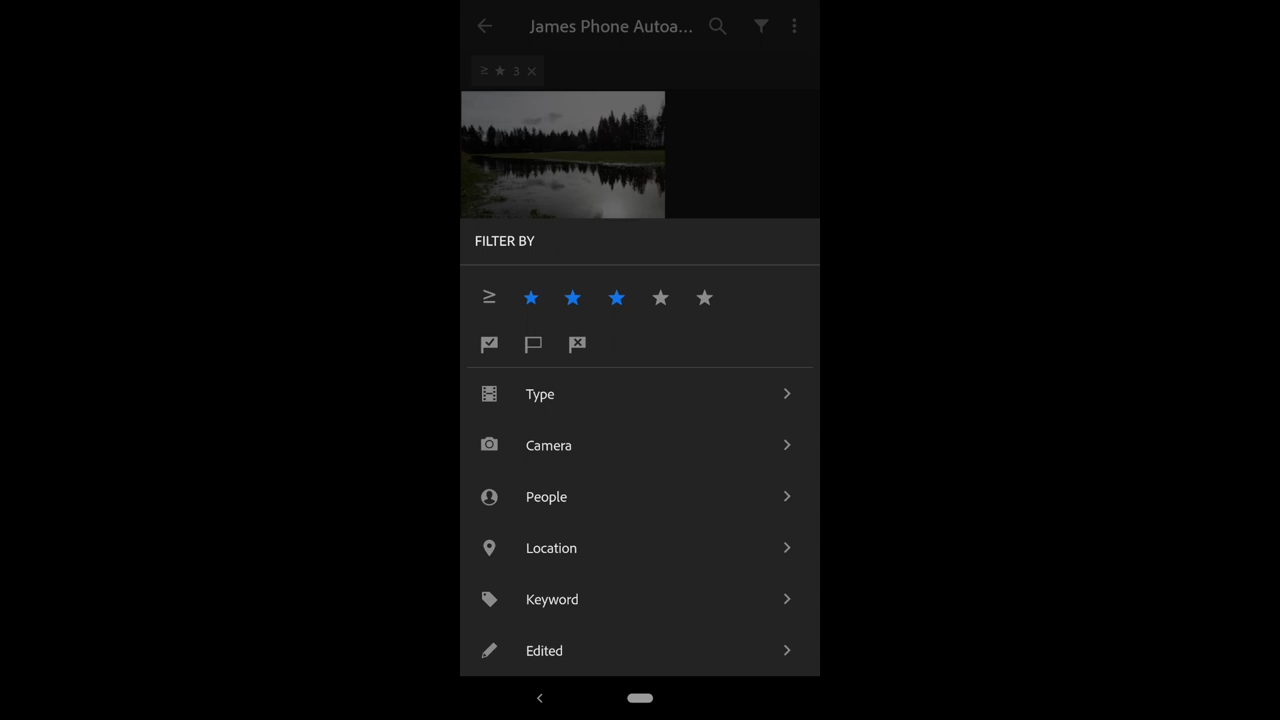 James Phone Autoa...
≥ ★ 3 ×
FILTER BY
≥
Type
Camera
People
Location
Keyword
Edited